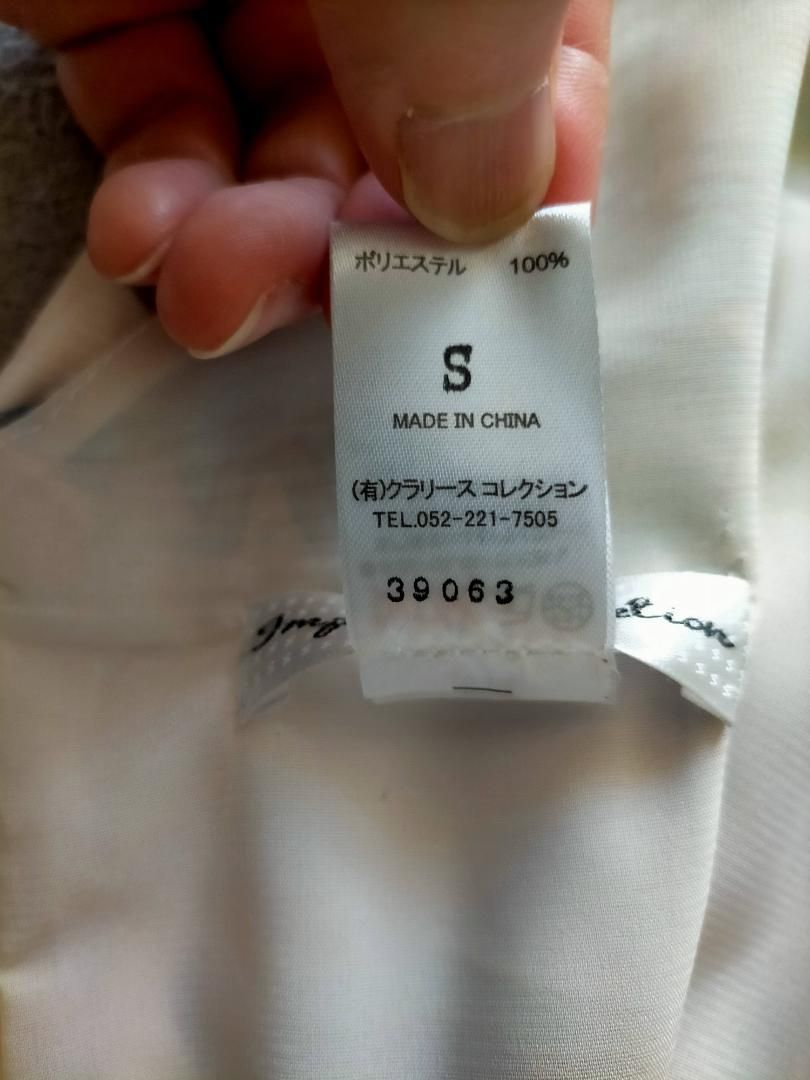 ポリエステル 100%
S
MADE IN CHINA
(有)クラリース コレクション
TEL.052-221-7505
39063